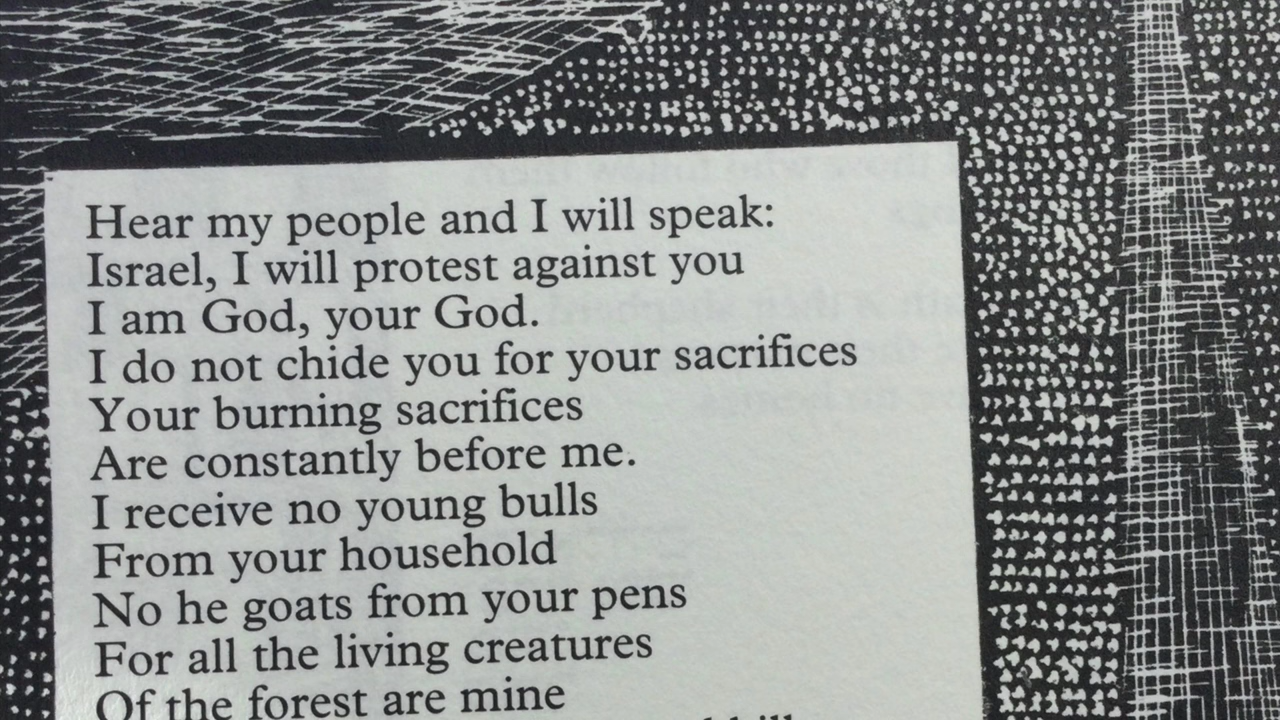 Hear my people and I will speak:
Israel, I will protest against you
I am God, your God.
I do not chide you for your sacrifices
Your burning sacrifices
Are constantly before me.
I receive no young bulls
From your household
No he goats from your pens
For all the living creatures
Of the forest are mine